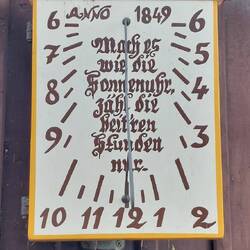 6 ANNO 1849 6
Mach es
7 wie die 5
Sonnenuhr,
8 zähl die 4
heitren
9 Stunden 3
nur.
10 11 12 1 2